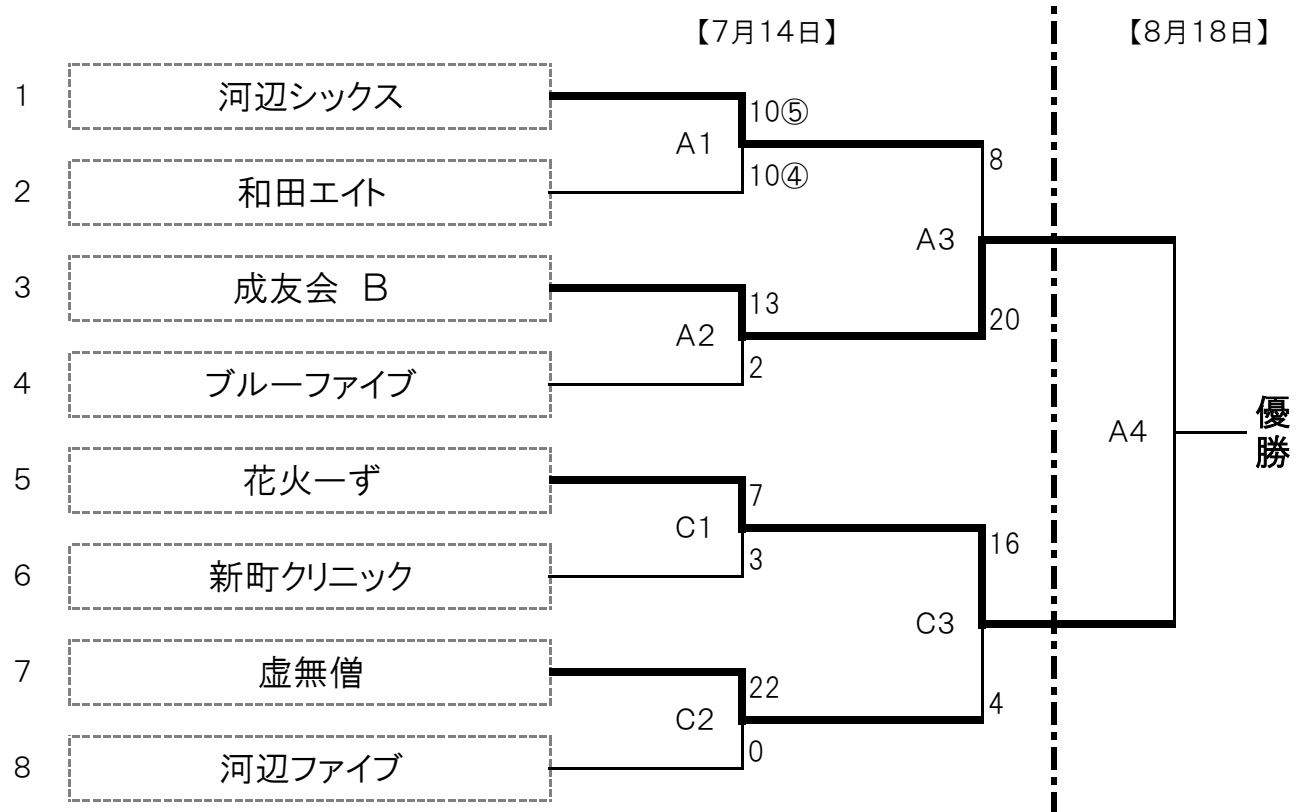 【7月14日】 【8月18日】
1 河辺シックス
10⑤
A1
8
2 和田エイト
10④
A3
3 成友会 B
13
A2
20
4 ブルーファイブ
2
優勝
A4
5 花火ーず
7
C1
16
6 新町クリニック
3
C3
7 虚無僧
22
C2
4
8 河辺ファイブ
0